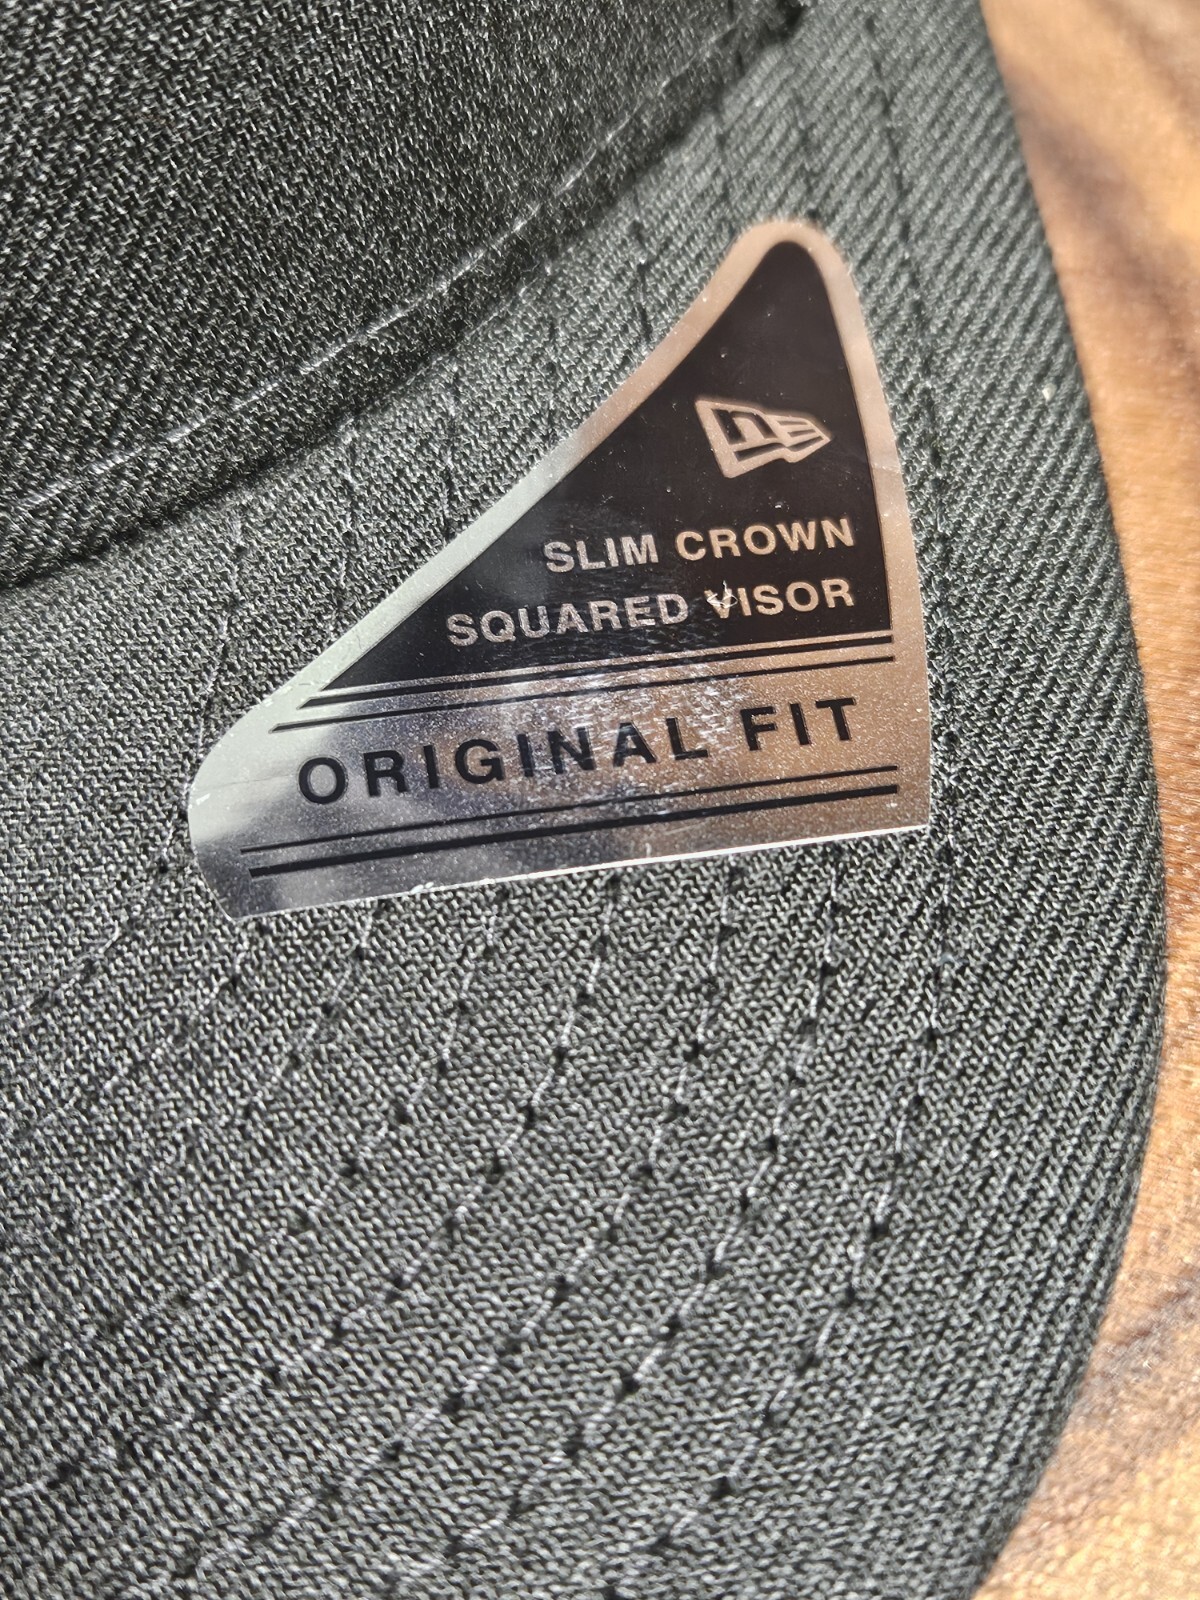 SLIM CROWN
SQUARED VISOR
ORIGINAL FIT